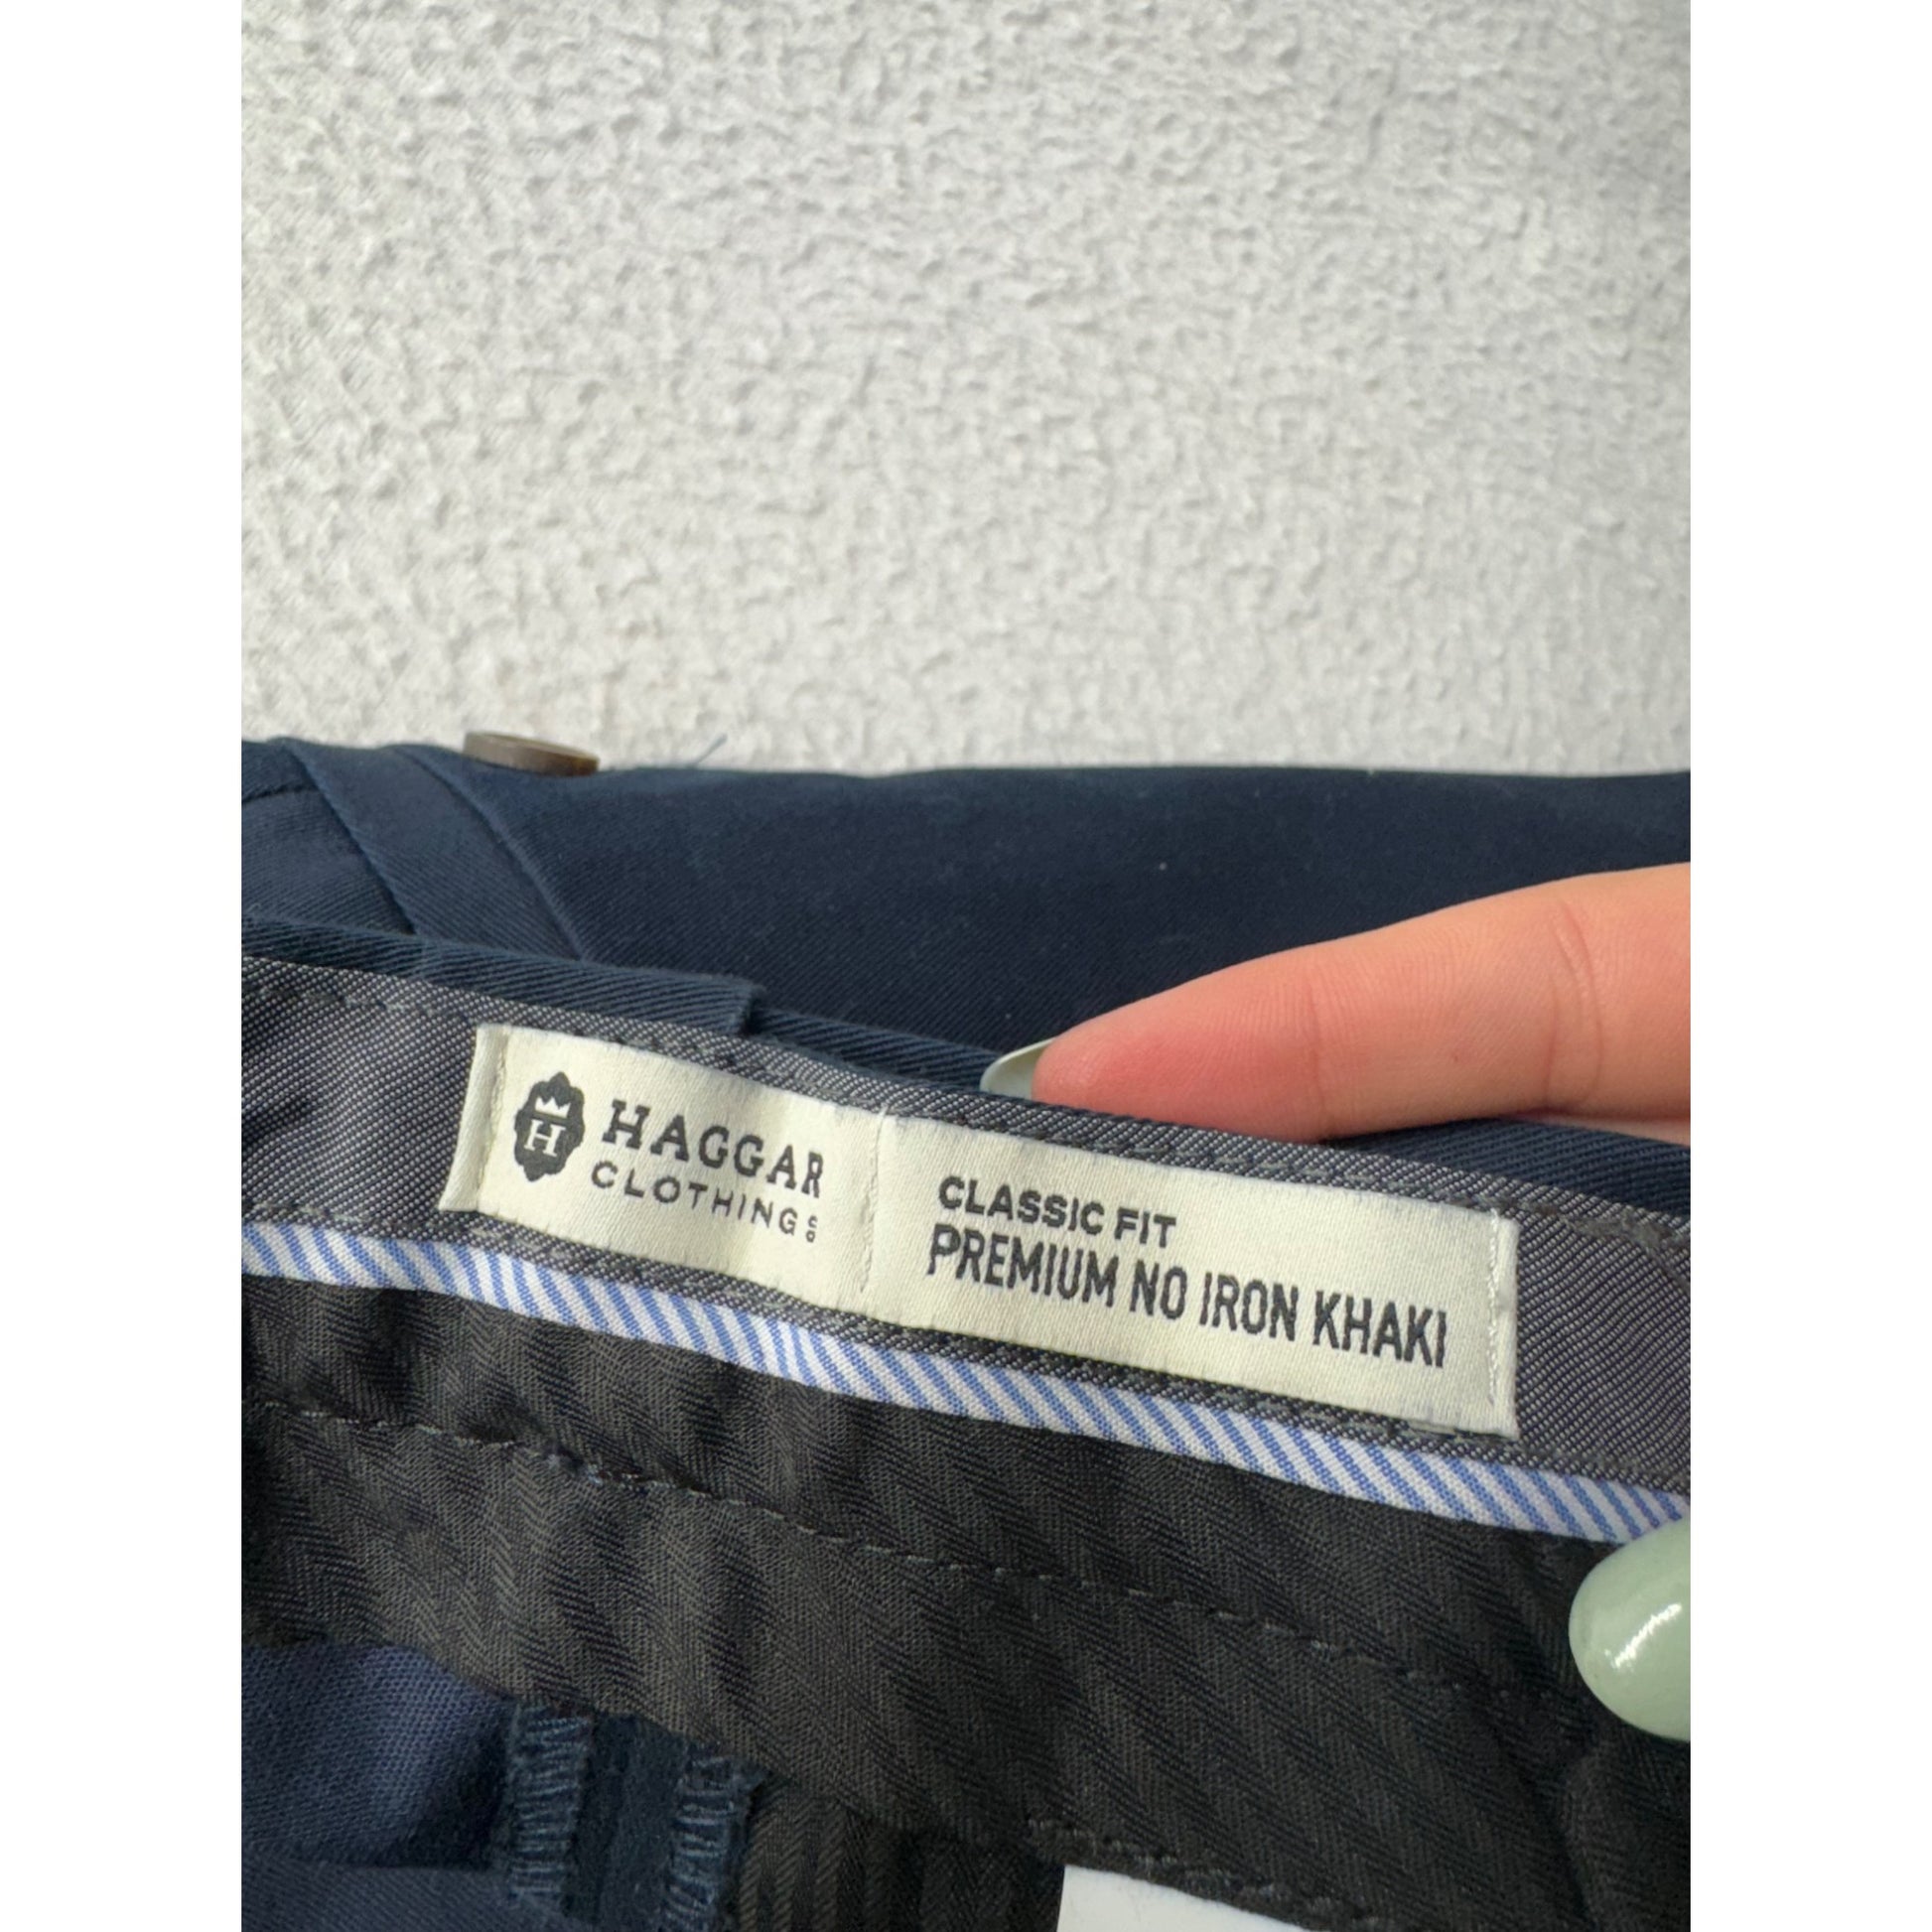 H
HAGGAR
CLOTHING CO
CLASSIC FIT
PREMIUM NO IRON KHAKI